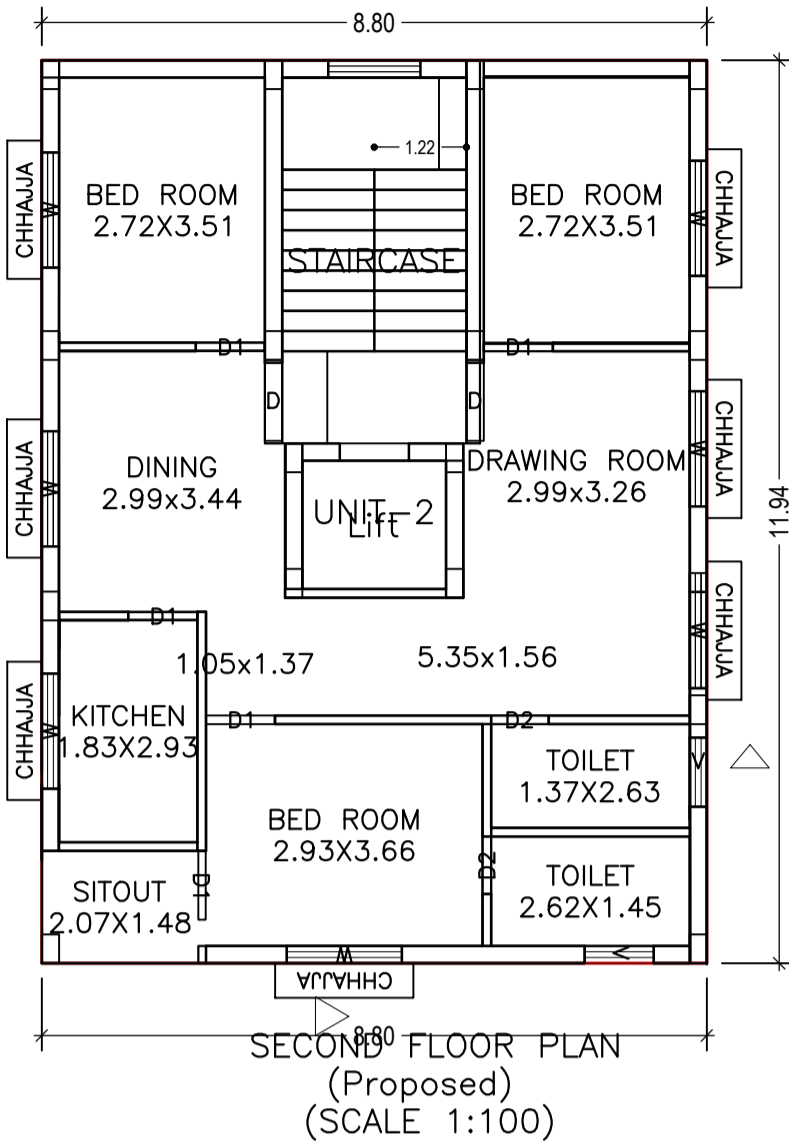 8.80
1.22
CHHAJJA
W
BED ROOM
2.72X3.51
BED ROOM
2.72X3.51
W
CHHAJJA
STAIRCASE
D1
D1
D
D
CHHAJJA
W
DINING
2.99x3.44
DRAWING ROOM
2.99x3.26
W
CHHAJJA
UNIT-2
Lift
11.94
D1
1.05x1.37
5.35x1.56
W
CHHAJJA
CHHAJJA
W
KITCHEN
1.83X2.93
D1
D2
TOILET
1.37X2.63
V
BED ROOM
2.93X3.66
D2
TOILET
2.62X1.45
D1
SITOUT
2.07X1.48
W
V
CHHAJJA
8.80
SECOND FLOOR PLAN
(Proposed)
(SCALE 1:100)